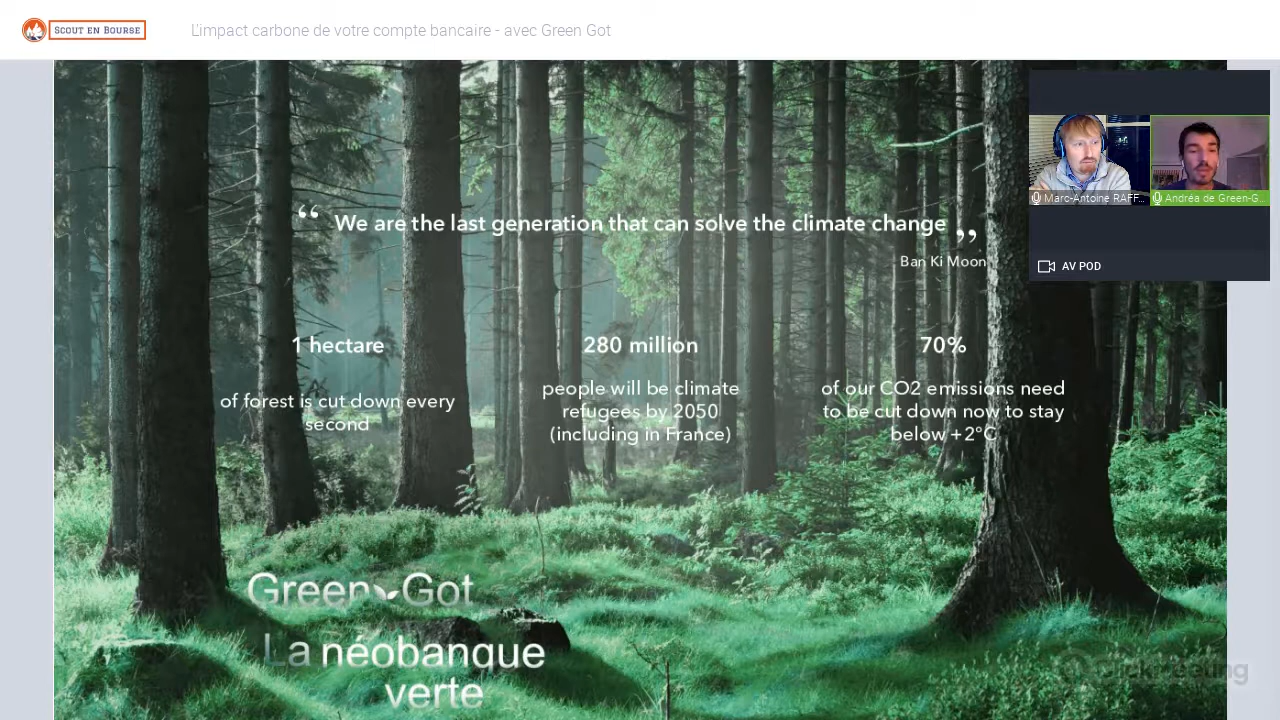 SCOUT EN BOURSE
L'impact carbone de votre compte bancaire - avec Green Got
“ We are the last generation that can solve the climate change „
Ban Ki Moon
1 hectare
of forest is cut down every
second
280 million
people will be climate
refugees by 2050
(including in France)
70%
of our CO2 emissions need
to be cut down now to stay
below +2°C
Marc-Antoine RAFF...
Andréa de Green-G...
AV POD
Green Got
La néobanque
verte
ClickMeeting